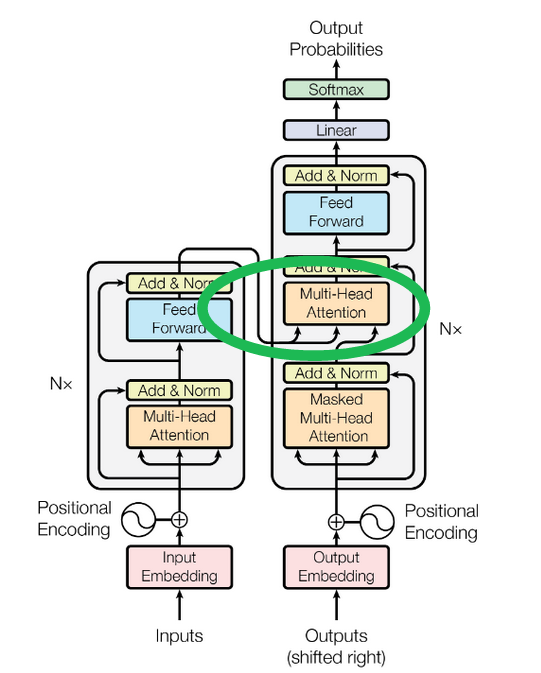 Output
Probabilities
Softmax
Linear
Add & Norm
Feed
Forward
Add & Norm
Multi-Head
Attention
Nx
Add & Norm
Masked
Multi-Head
Attention
Add & Norm
Feed
Forward
Nx
Add & Norm
Multi-Head
Attention
Positional
Encoding
Positional
Encoding
Input
Embedding
Output
Embedding
Inputs
Outputs
(shifted right)